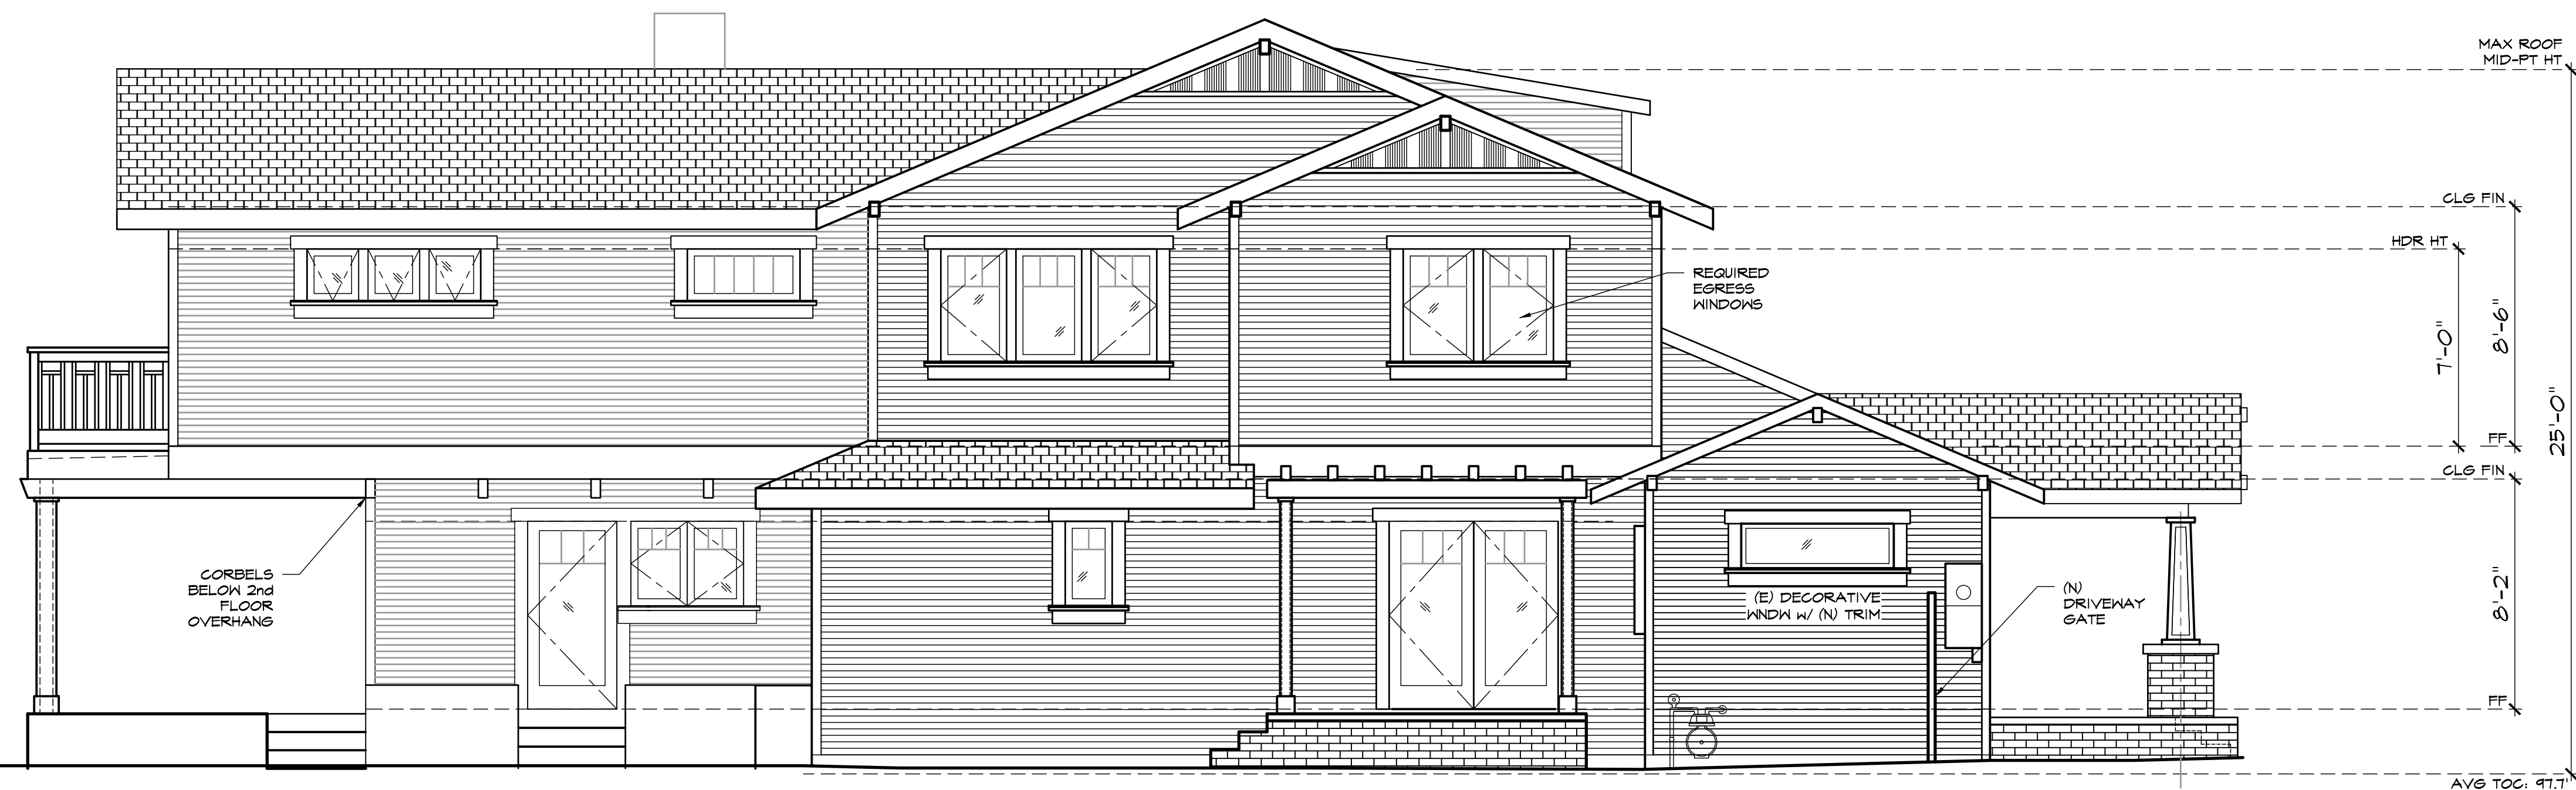 MAX ROOF
MID-PT HT
CLG FIN
HDR HT
REQUIRED
EGRESS
WINDOWS
7'-0"
8'-6"
25'-0"
FF
CLG FIN
CORBELS
BELOW 2nd
FLOOR
OVERHANG
(E) DECORATIVE
WNDW w/ (N) TRIM
(N)
DRIVEWAY
GATE
8'-2"
FF
AVG TOC: 97.7'